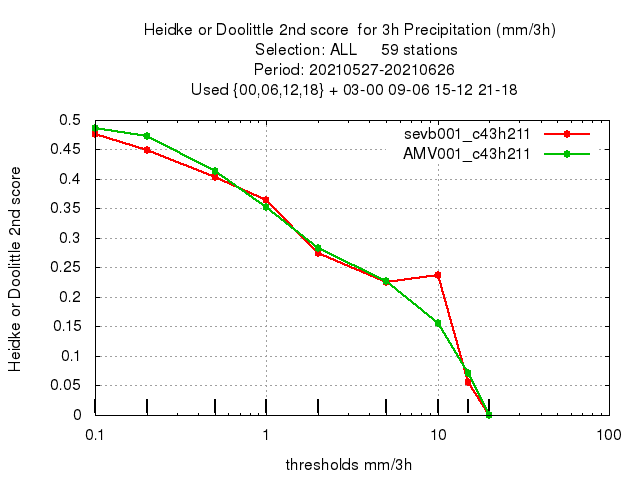 Heidke or Doolittle 2nd score  for 3h Precipitation (mm/3h)
Selection: ALL     59 stations
Period: 20210527-20210626
Used {00,06,12,18} + 03-00 09-06 15-12 21-18
0.5
sevb001_c43h211
0.45
AMV001_c43h211
0.4
0.35
0.3
0.25
0.2
0.15
0.1
0.05
0
Heidke or Doolittle 2nd score
0.1 1 10 100
thresholds mm/3h